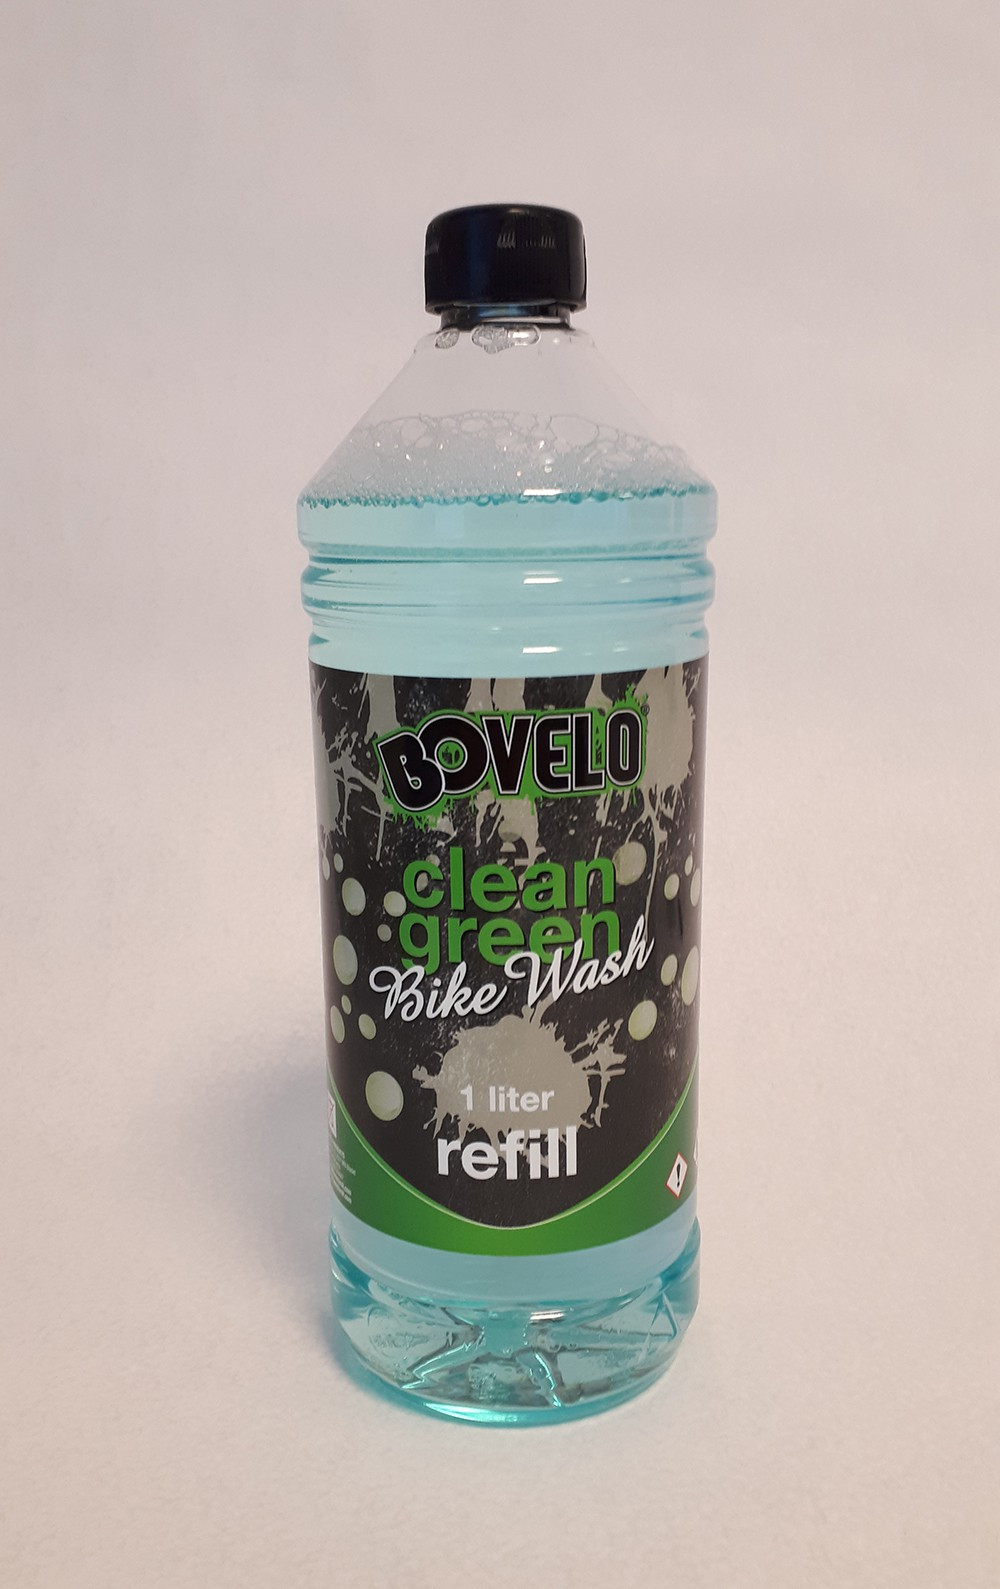 BOVELO
clean
green
Bike Wash
1 liter
refill